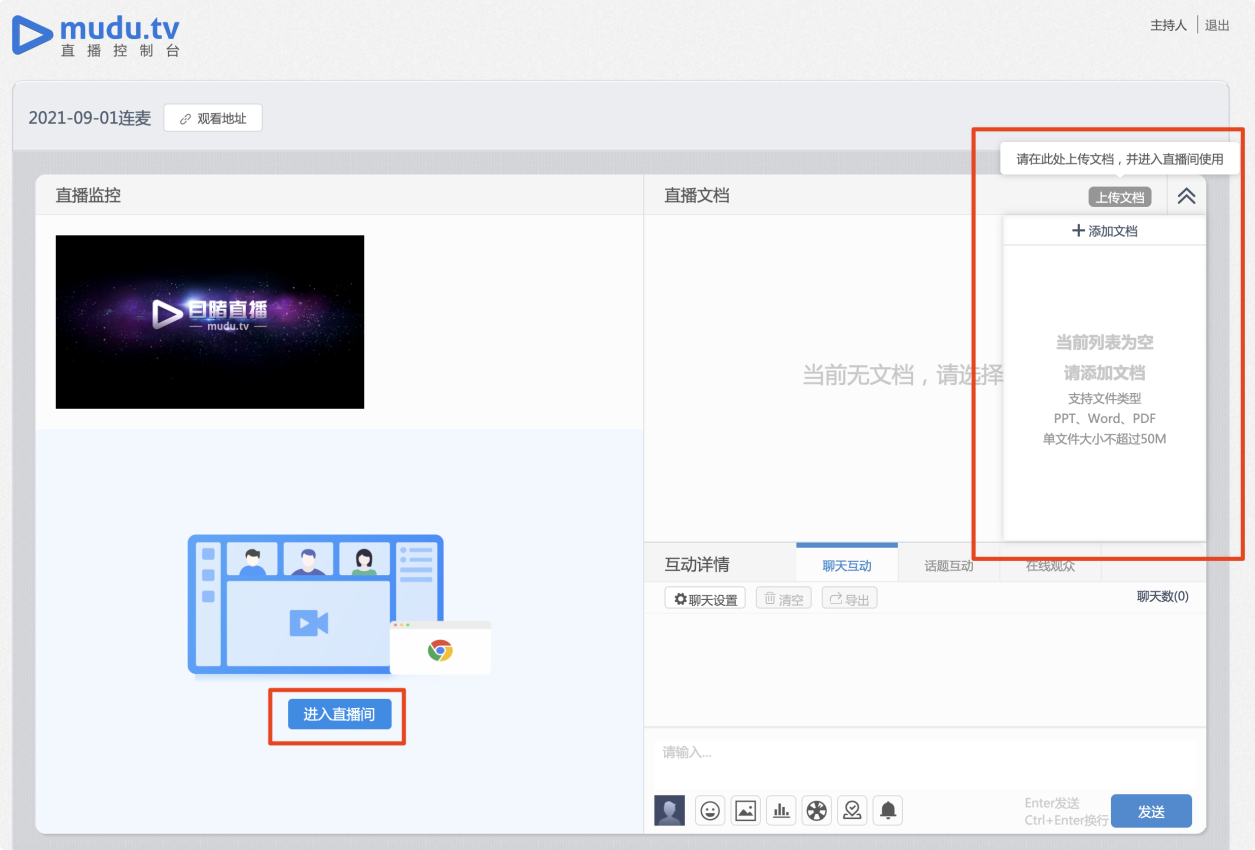 mudu.tv
直播控制台
主持人
退出
2021-09-01连麦
观看地址
请在此处上传文档，并进入直播间使用
直播监控
直播文档
上传文档
添加文档
目睹直播
mudu.tv
当前列表为空
请添加文档
支持文件类型
PPT、Word、PDF
单文件大小不超过50M
当前无文档，请选择
互动详情
聊天互动
话题互动
在线观众
聊天设置
清空
导出
聊天数(0)
进入直播间
请输入...
Enter发送
Ctrl+Enter换行
发送